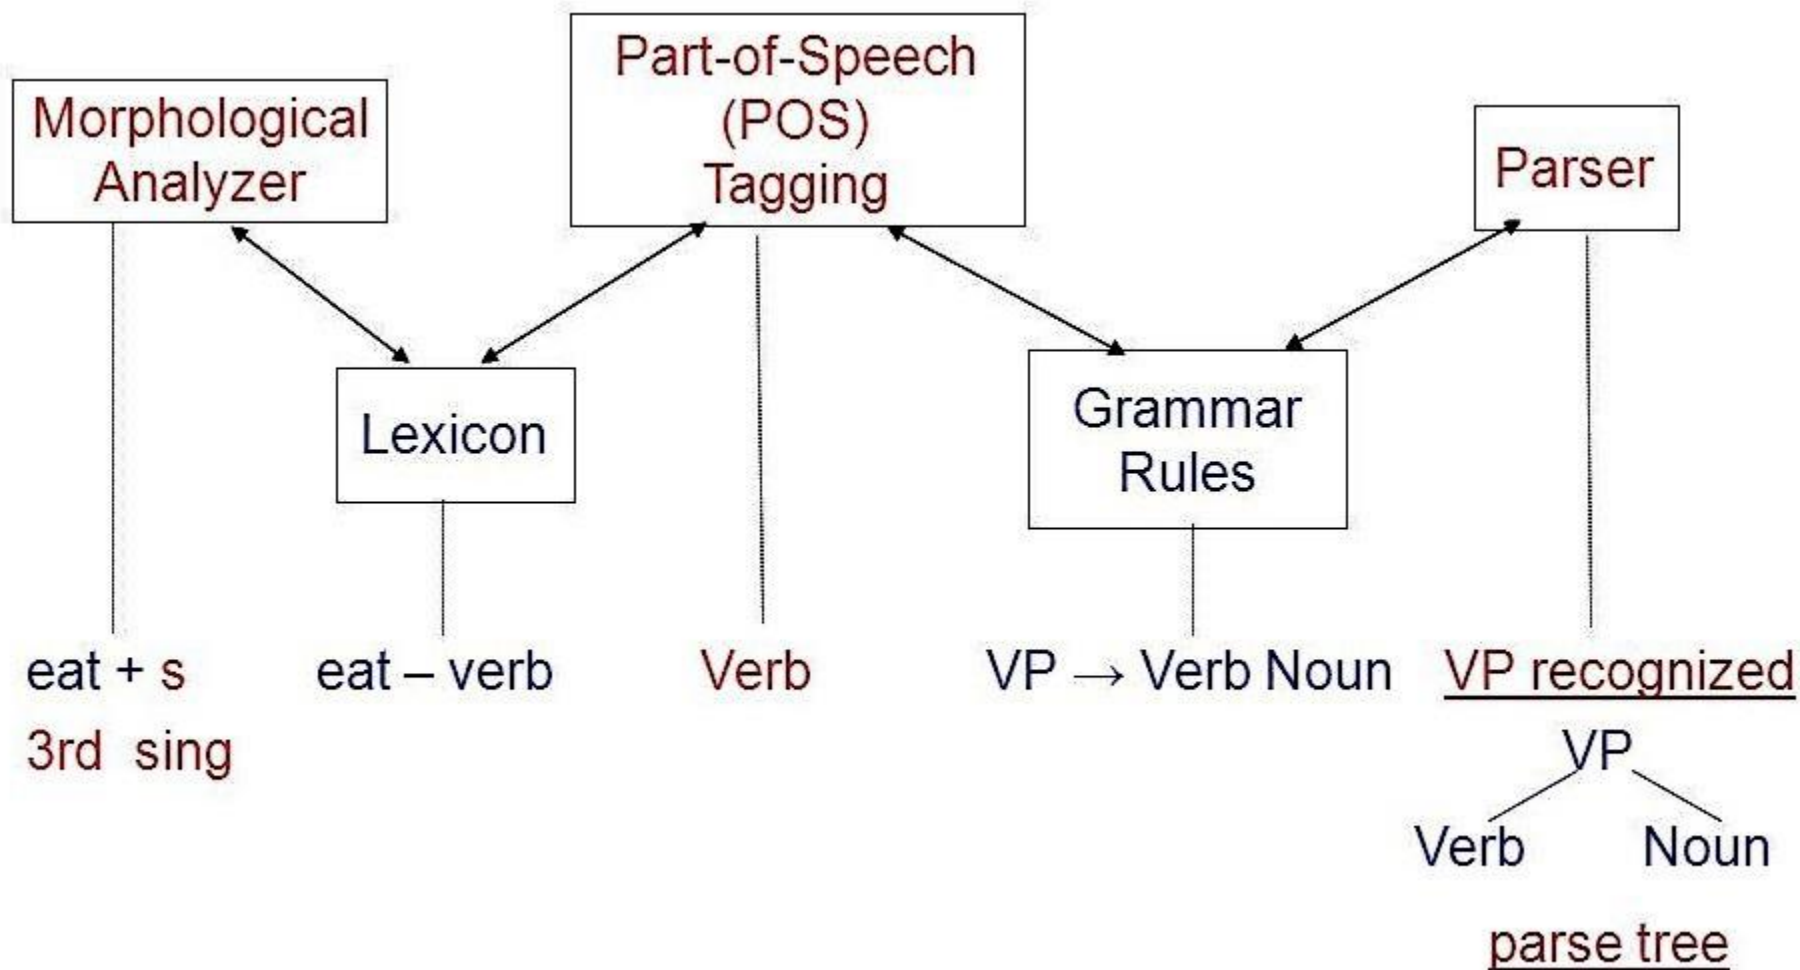 Morphological
Analyzer
Part-of-Speech
(POS)
Tagging
Parser
Lexicon
Grammar
Rules
eat + s
3rd sing
eat – verb
Verb
VP → Verb Noun
VP recognized
VP
Verb Noun
parse tree